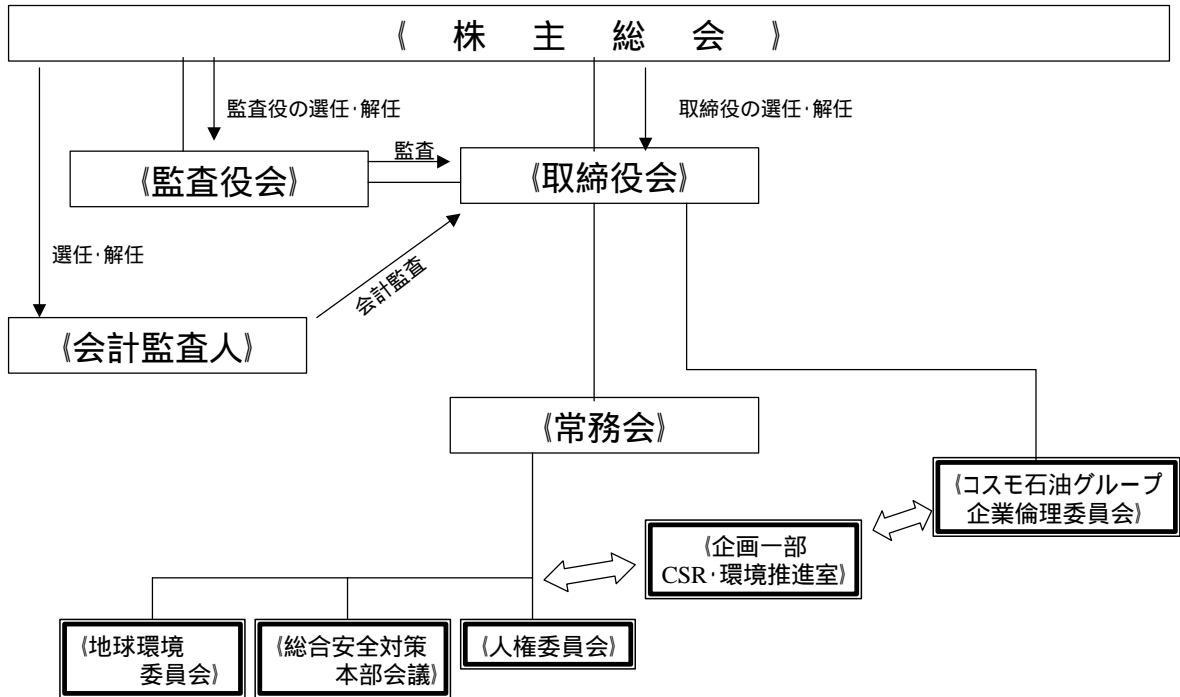 《 株 主 総 会 》
監査役の選任・解任
取締役の選任・解任
監査
《監査役会》
《取締役会》
選任・解任
会計監査
《会計監査人》
《常務会》
《コスモ石油グループ
企業倫理委員会》
《企画一部
CSR・環境推進室》
《地球環境
委員会》
《総合安全対策
本部会議》
《人権委員会》